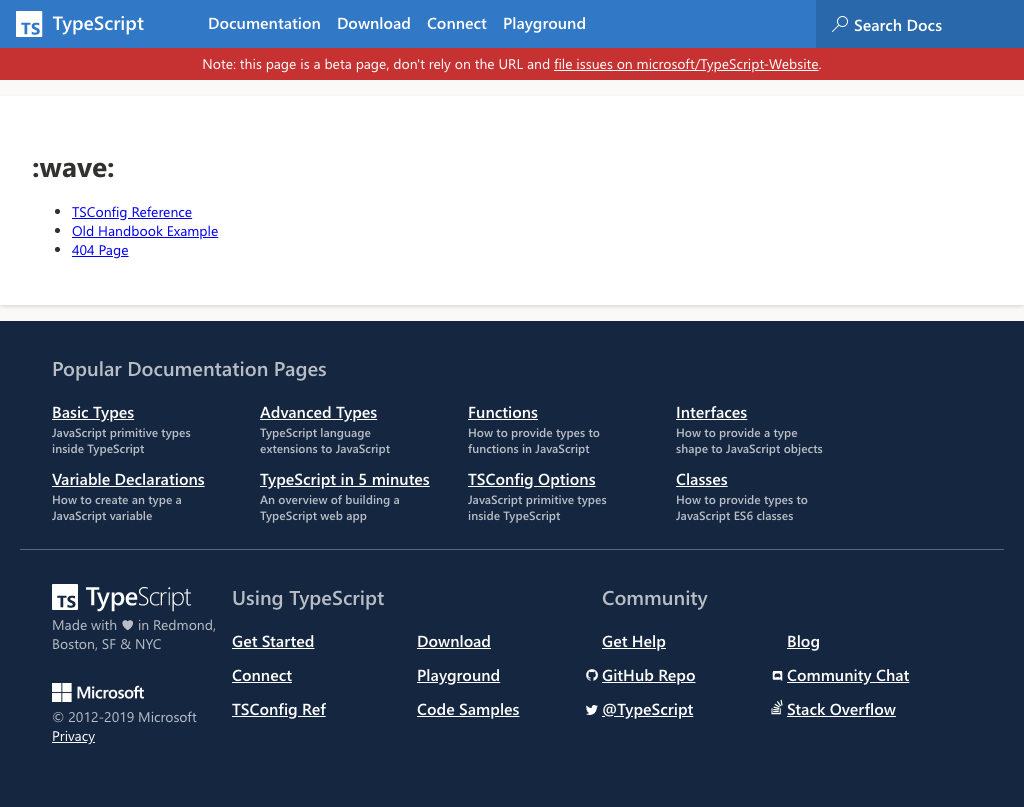 TS TypeScript Documentation Download Connect Playground Search Docs
Note: this page is a beta page, don't rely on the URL and file issues on microsoft/TypeScript-Website.
:wave:
TSConfig Reference
Old Handbook Example
404 Page
Popular Documentation Pages
Basic Types
JavaScript primitive types
inside TypeScript
Advanced Types
TypeScript language
extensions to JavaScript
Functions
How to provide types to
functions in JavaScript
Interfaces
How to provide a type
shape to JavaScript objects
Variable Declarations
How to create an type a
JavaScript variable
TypeScript in 5 minutes
An overview of building a
TypeScript web app
TSConfig Options
JavaScript primitive types
inside TypeScript
Classes
How to provide types to
JavaScript ES6 classes
TS TypeScript
Made with ♥ in Redmond,
Boston, SF & NYC
Microsoft
© 2012-2019 Microsoft
Privacy
Using TypeScript
Get Started
Download
Connect
Playground
TSConfig Ref
Code Samples
Community
Get Help
Blog
GitHub Repo
Community Chat
@TypeScript
Stack Overflow